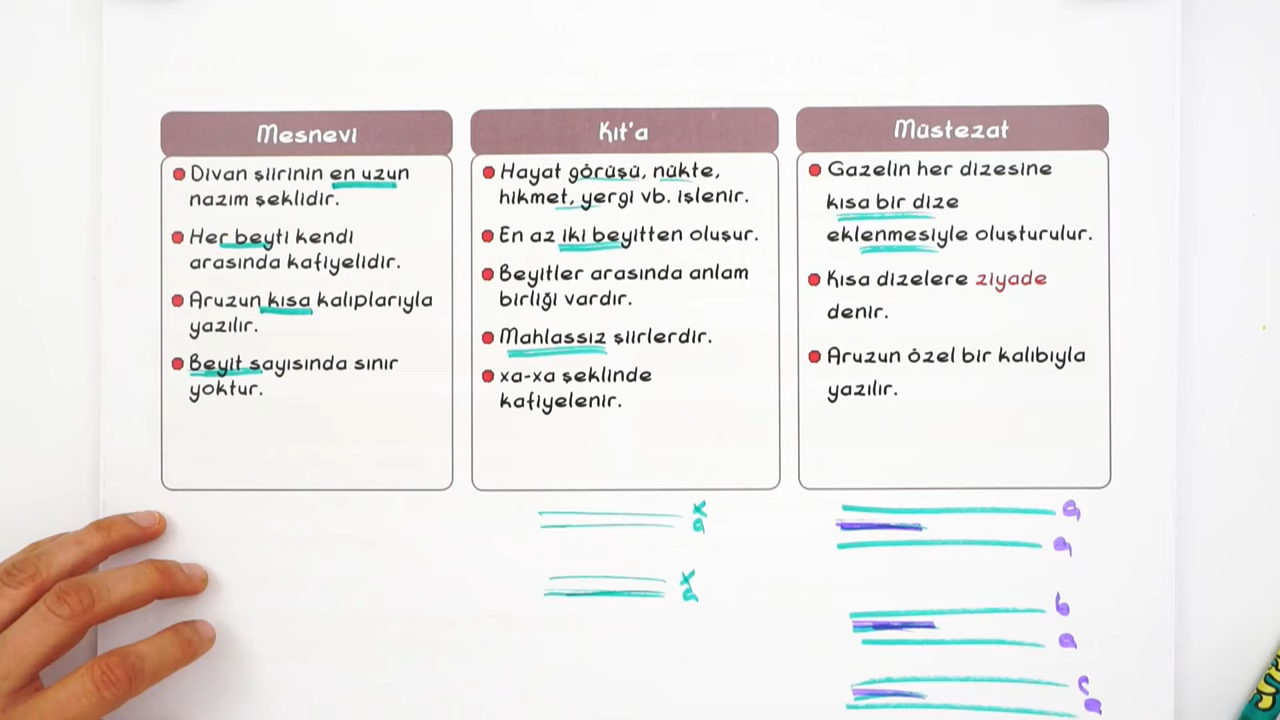 Mesnevi
Divan şiirinin en uzun
nazım şeklidir.
Her beyti kendi
arasında kafiyelidir.
Aruzun kısa kalıplarıyla
yazılır.
Beyit sayısında sınır
yoktur.
Kıt'a
Hayat görüşü, nükte,
hikmet, yergi vb. işlenir.
En az iki beyitten oluşur.
Beyitler arasında anlam
birliği vardır.
Mahlassız şiirlerdir.
xa-xa şeklinde
kafiyelenir.
x
a
x
a
Müstezat
Gazelin her dizesine
kısa bir dize
eklenmesiyle oluşturulur.
Kısa dizelere ziyade
denir.
Aruzun özel bir kalıbıyla
yazılır.
a
a
b
a
c
a